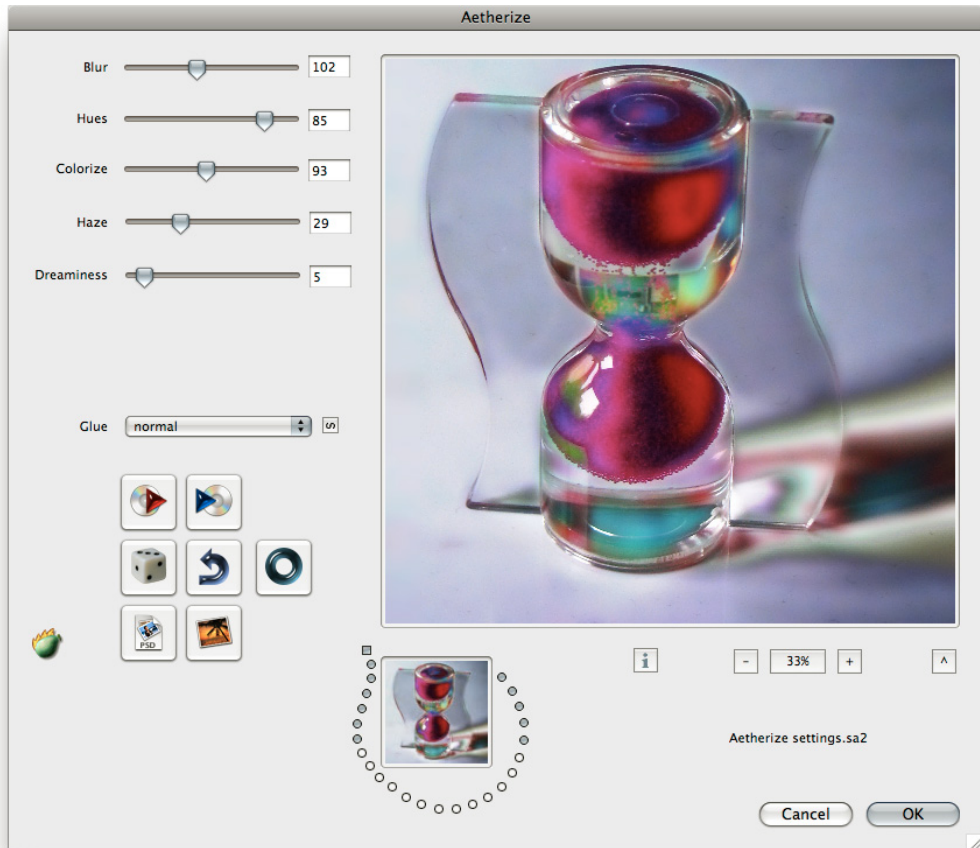 Aetherize
Blur 102
Hues 85
Colorize 93
Haze 29
Dreaminess 5
Glue normal S
PSD
i - 33% + ^
Aetherize settings.sa2
Cancel OK